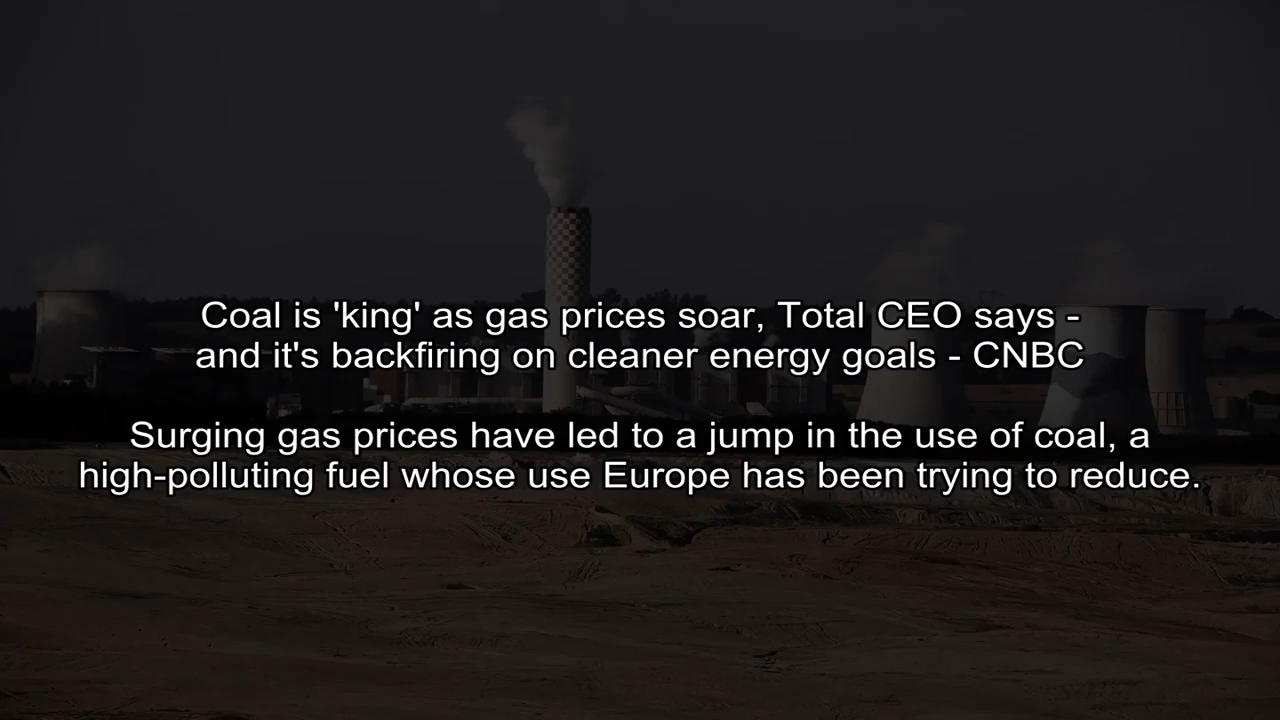 Coal is 'king' as gas prices soar, Total CEO says -
and it's backfiring on cleaner energy goals - CNBC
Surging gas prices have led to a jump in the use of coal, a
high-polluting fuel whose use Europe has been trying to reduce.